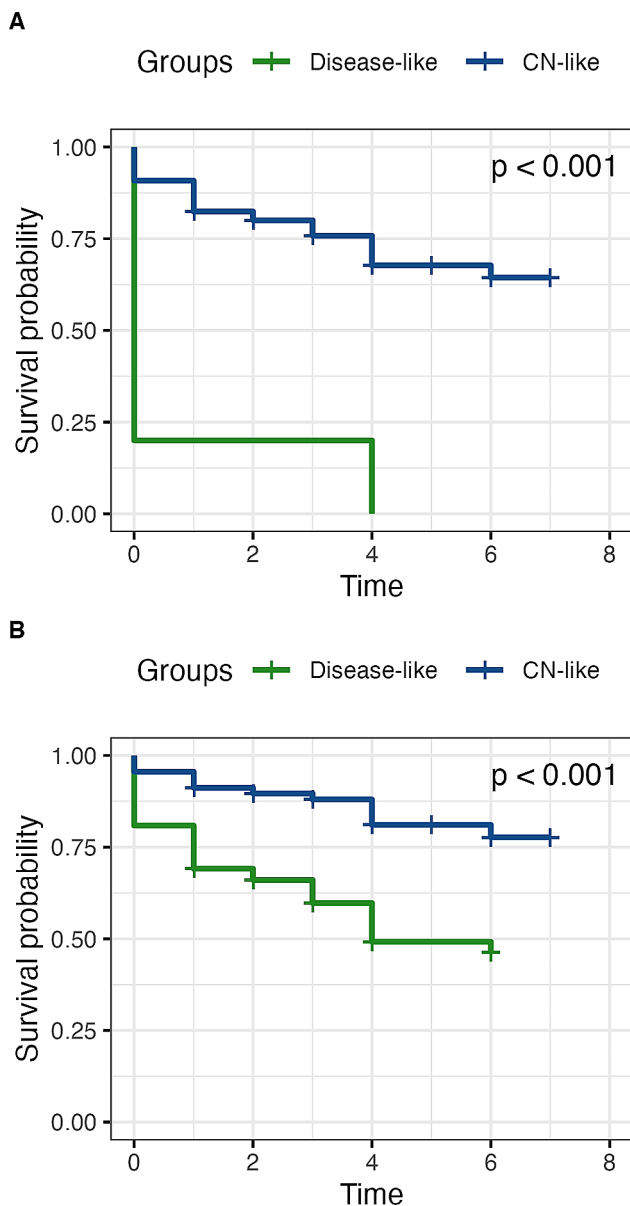 A
Groups Disease-like CN-like
p < 0.001
1.00
0.75
0.50
0.25
0.00
Survival probability
0 2 4 6 8
Time
B
Groups Disease-like CN-like
p < 0.001
1.00
0.75
0.50
0.25
0.00
Survival probability
0 2 4 6 8
Time